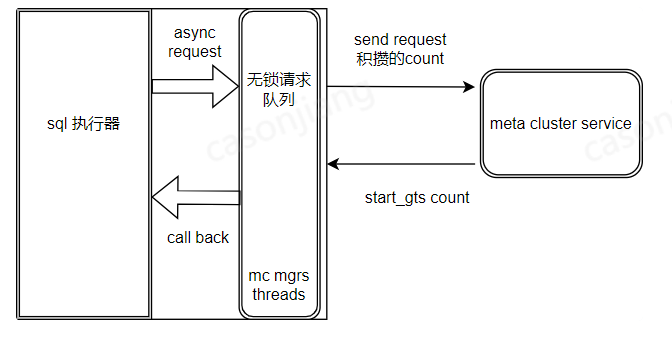 async
request
sql 执行器
call back
无锁请求
队列
mc mgrs
threads
send request
积攒的count
start_gts count
meta cluster service
casonjiang